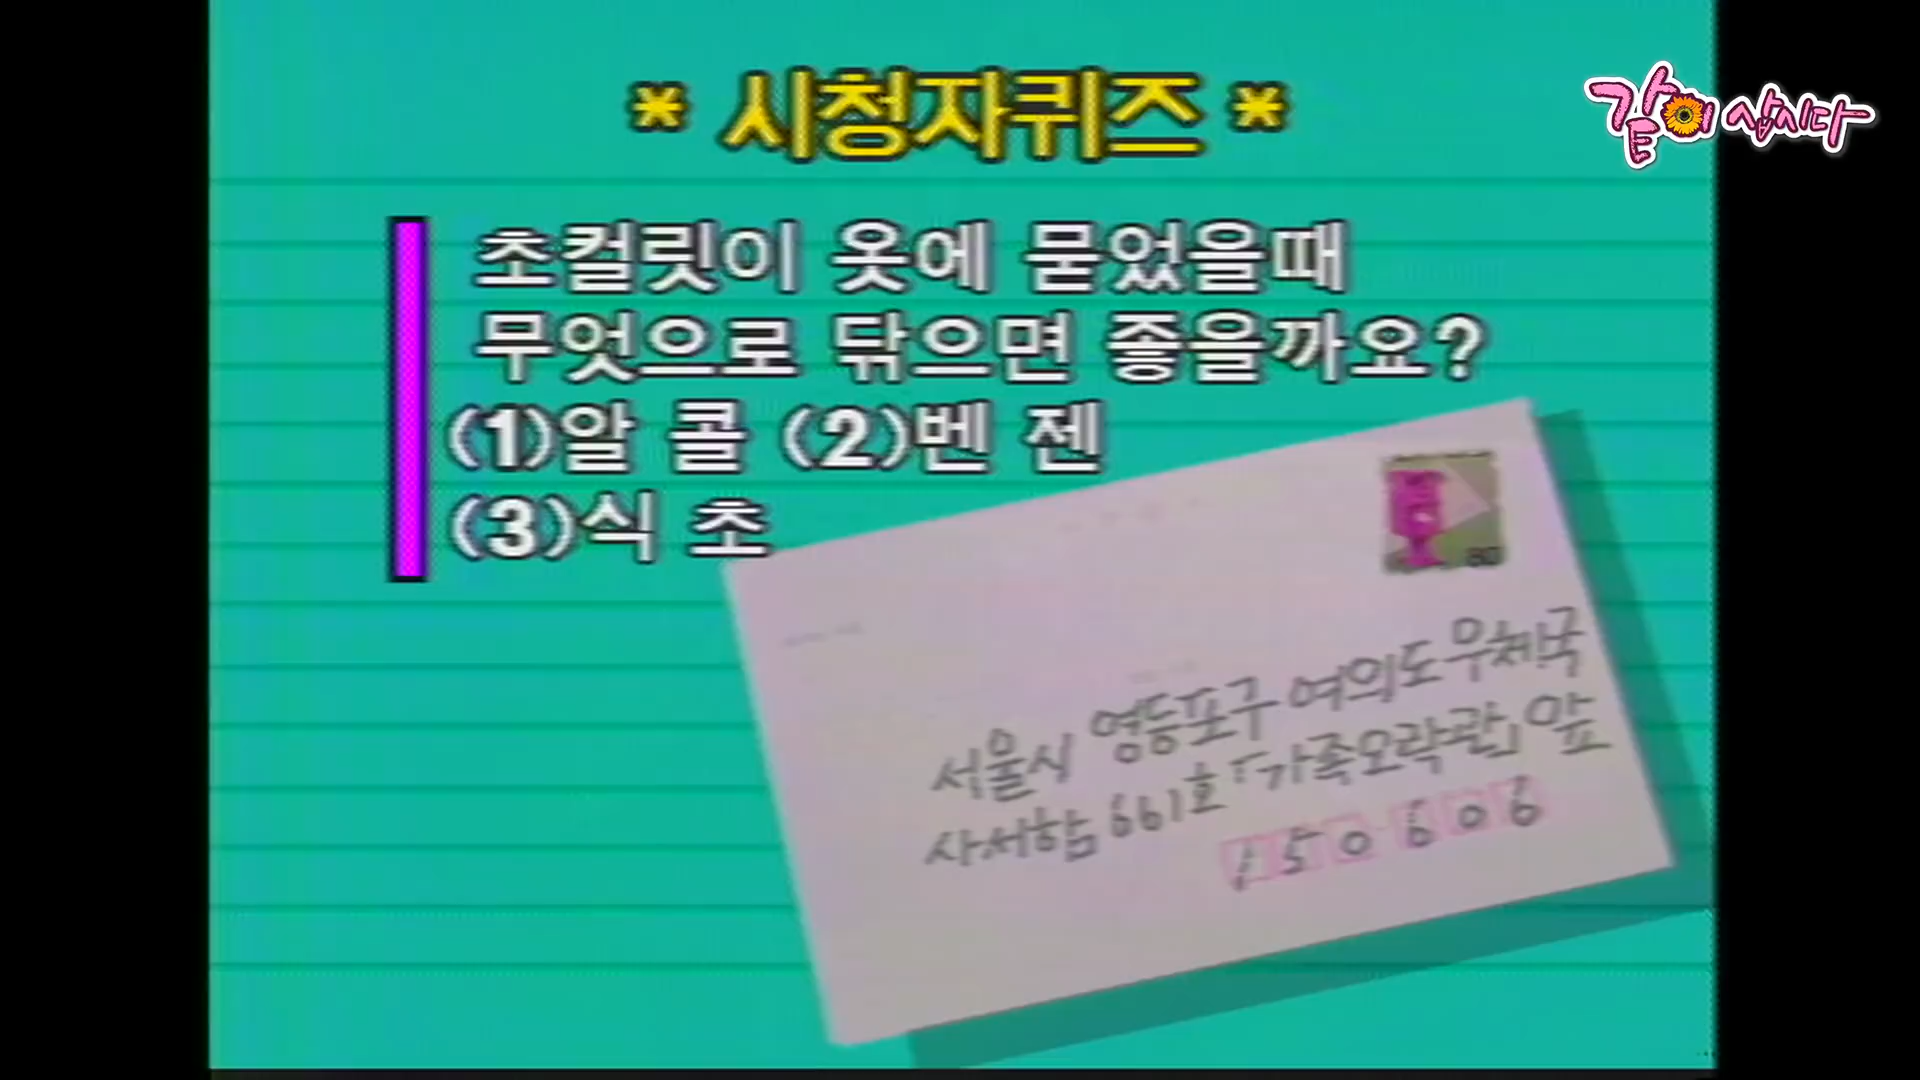 * 시청자퀴즈 *
같이 삽시다
초컬릿이 옷에 묻었을때
무엇으로 닦으면 좋을까요?
(1)알 콜 (2)벤 젠
(3)식 초
80
서울시 영등포구 여의도우체국
사서함 661호 「가족오락관」 앞
150606